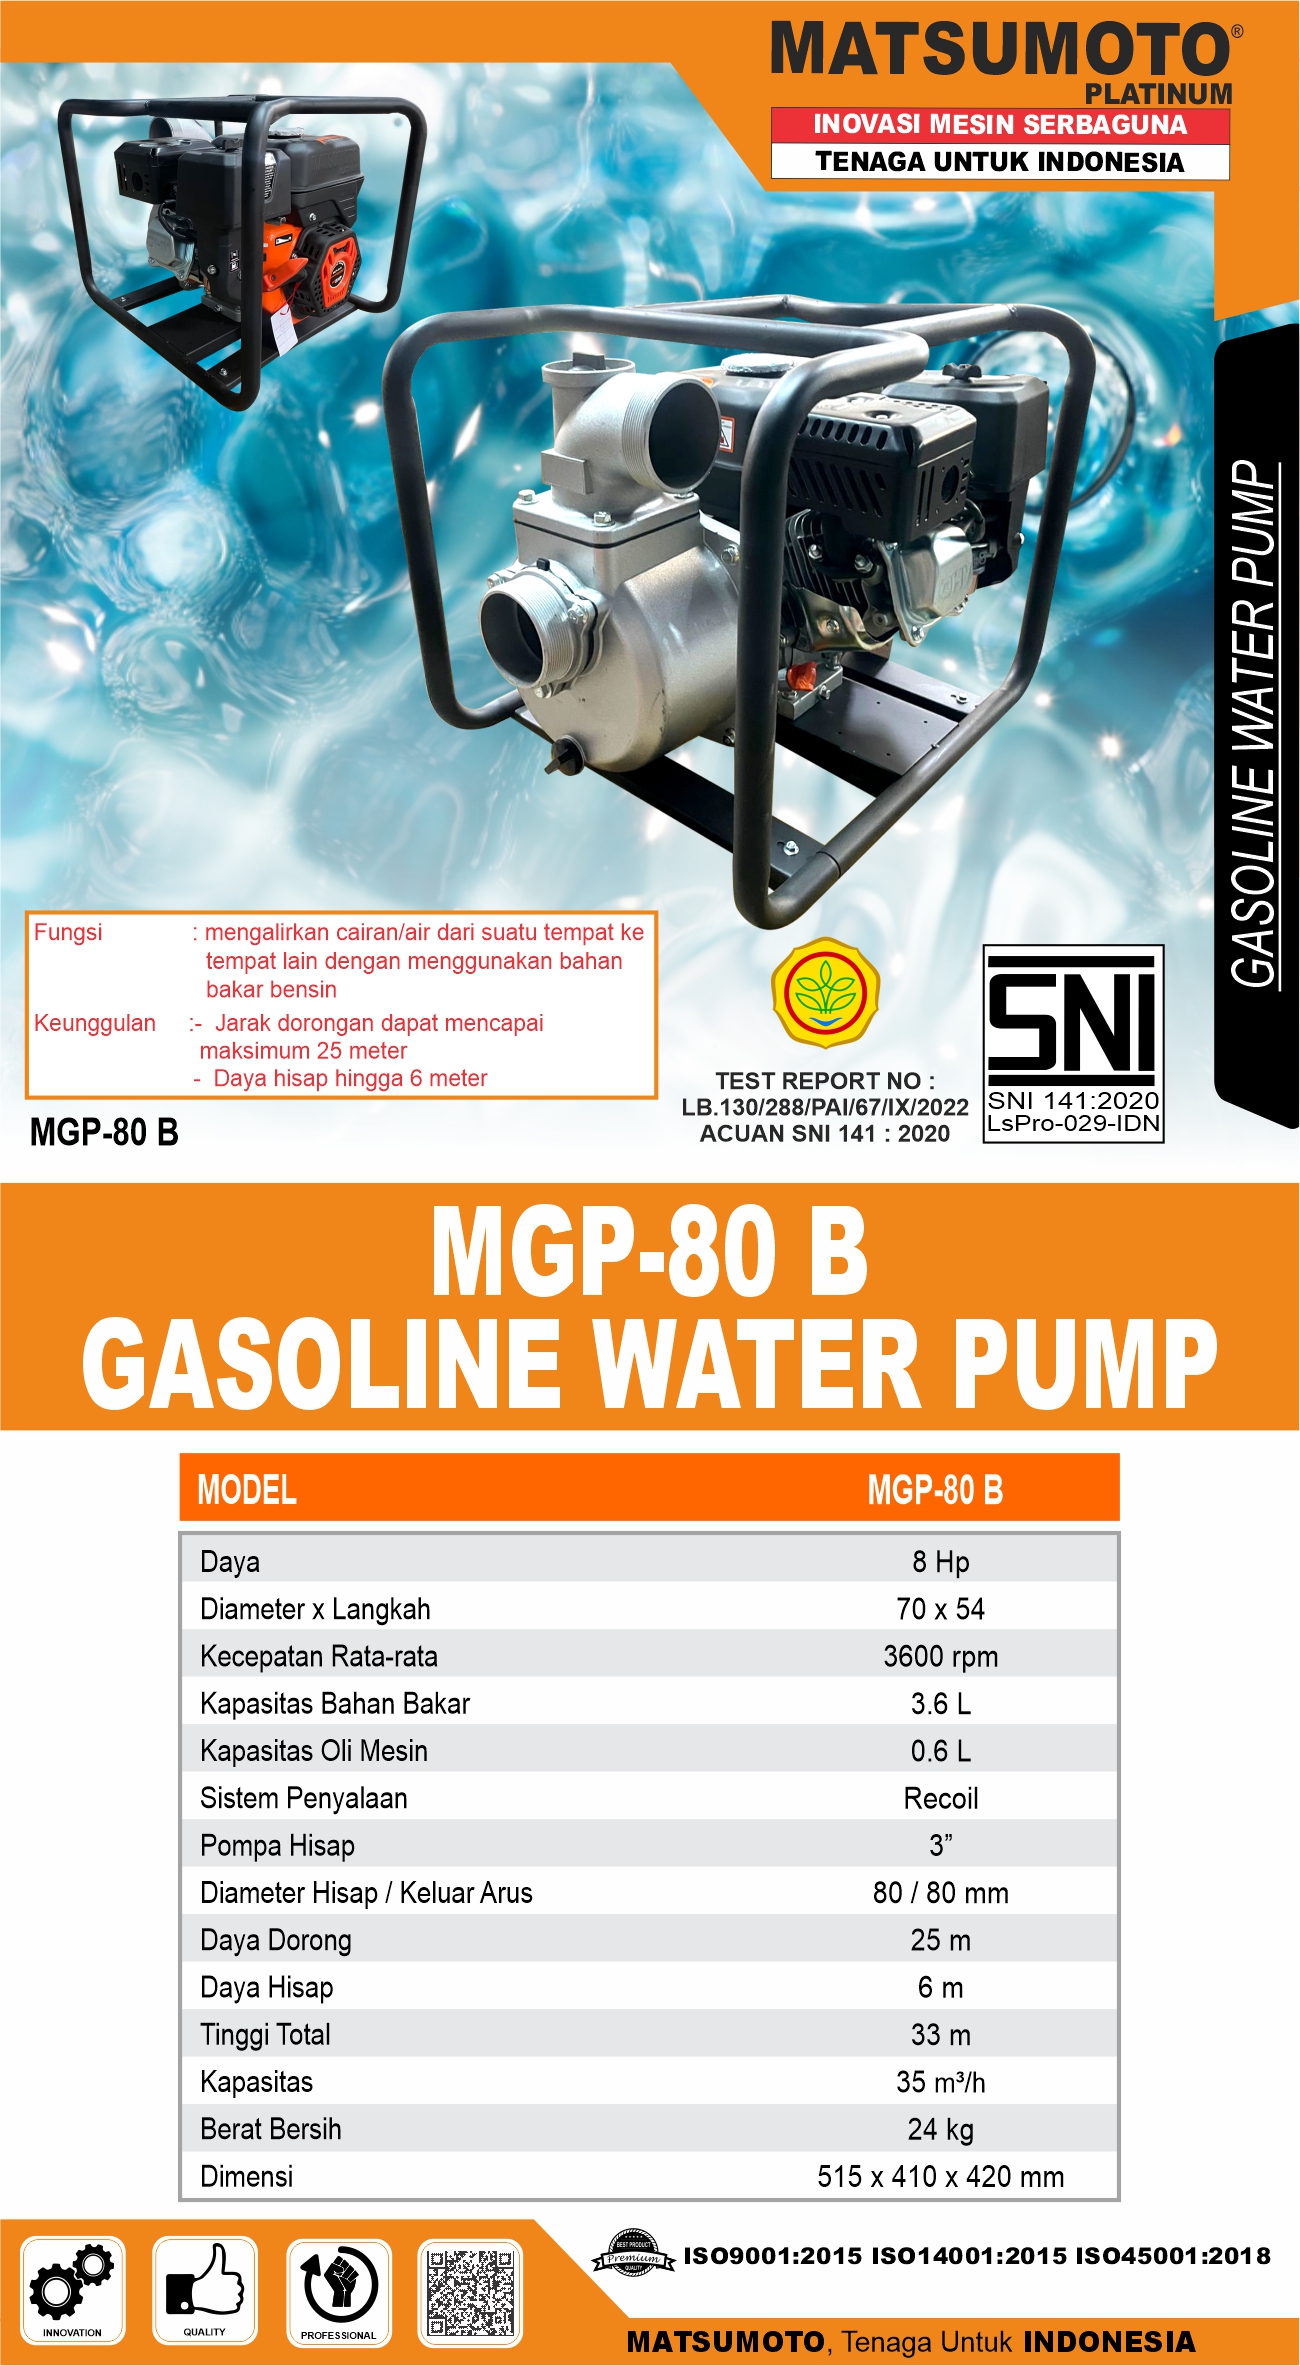 MATSUMOTO®
PLATINUM
INOVASI MESIN SERBAGUNA
TENAGA UNTUK INDONESIA
GASOLINE WATER PUMP
Fungsi : mengalirkan cairan/air dari suatu tempat ke
tempat lain dengan menggunakan bahan
bakar bensin
Keunggulan :- Jarak dorongan dapat mencapai
maksimum 25 meter
- Daya hisap hingga 6 meter
MGP-80 B
TEST REPORT NO :
LB.130/288/PAI/67/IX/2022
ACUAN SNI 141 : 2020
SNI
SNI 141:2020
LsPro-029-IDN
MGP-80 B
GASOLINE WATER PUMP
MODEL MGP-80 B
Daya 8 Hp
Diameter x Langkah 70 x 54
Kecepatan Rata-rata 3600 rpm
Kapasitas Bahan Bakar 3.6 L
Kapasitas Oli Mesin 0.6 L
Sistem Penyalaan Recoil
Pompa Hisap 3”
Diameter Hisap / Keluar Arus 80 / 80 mm
Daya Dorong 25 m
Daya Hisap 6 m
Tinggi Total 33 m
Kapasitas 35 m³/h
Berat Bersih 24 kg
Dimensi 515 x 410 x 420 mm
INNOVATION
QUALITY
PROFESSIONAL
BEST PRODUCT
Premium
QUALITY
ISO9001:2015 ISO14001:2015 ISO45001:2018
MATSUMOTO, Tenaga Untuk INDONESIA